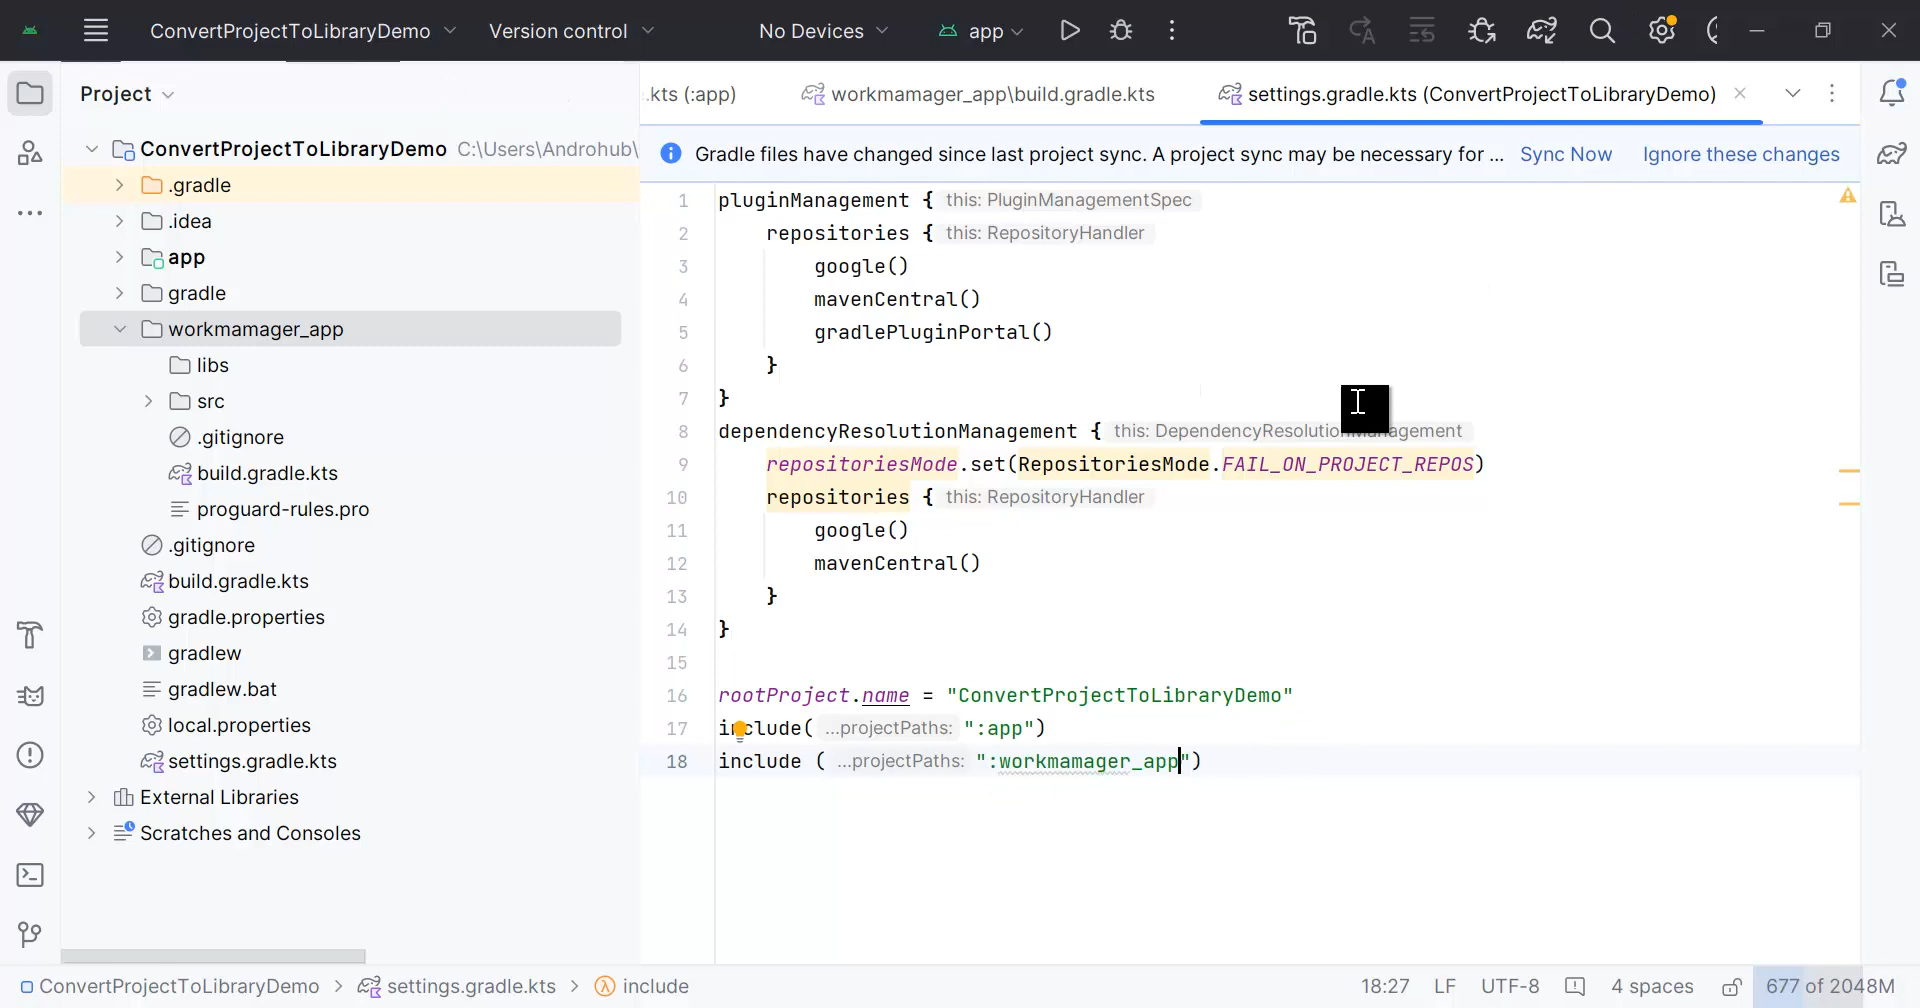 ConvertProjectToLibraryDemo Version control No Devices app
Project
.kts (:app) workmamager_app\build.gradle.kts settings.gradle.kts (ConvertProjectToLibraryDemo)
ConvertProjectToLibraryDemo C:\Users\Androhub\
Gradle files have changed since last project sync. A project sync may be necessary for ... Sync Now Ignore these changes
.gradle
.idea
app
gradle
workmamager_app
libs
src
.gitignore
build.gradle.kts
proguard-rules.pro
.gitignore
build.gradle.kts
gradle.properties
gradlew
gradlew.bat
local.properties
settings.gradle.kts
External Libraries
Scratches and Consoles
1 pluginManagement { this: PluginManagementSpec
2 repositories { this: RepositoryHandler
3 google()
4 mavenCentral()
5 gradlePluginPortal()
6 }
7 }
8 dependencyResolutionManagement { this: DependencyResolutionManagement
9 repositoriesMode.set(RepositoriesMode.FAIL_ON_PROJECT_REPOS)
10 repositories { this: RepositoryHandler
11 google()
12 mavenCentral()
13 }
14 }
15
16 rootProject.name = "ConvertProjectToLibraryDemo"
17 include( ...projectPaths: ":app")
18 include ( ...projectPaths: ":workmamager_app")
ConvertProjectToLibraryDemo > settings.gradle.kts > include 18:27 LF UTF-8 4 spaces 677 of 2048M